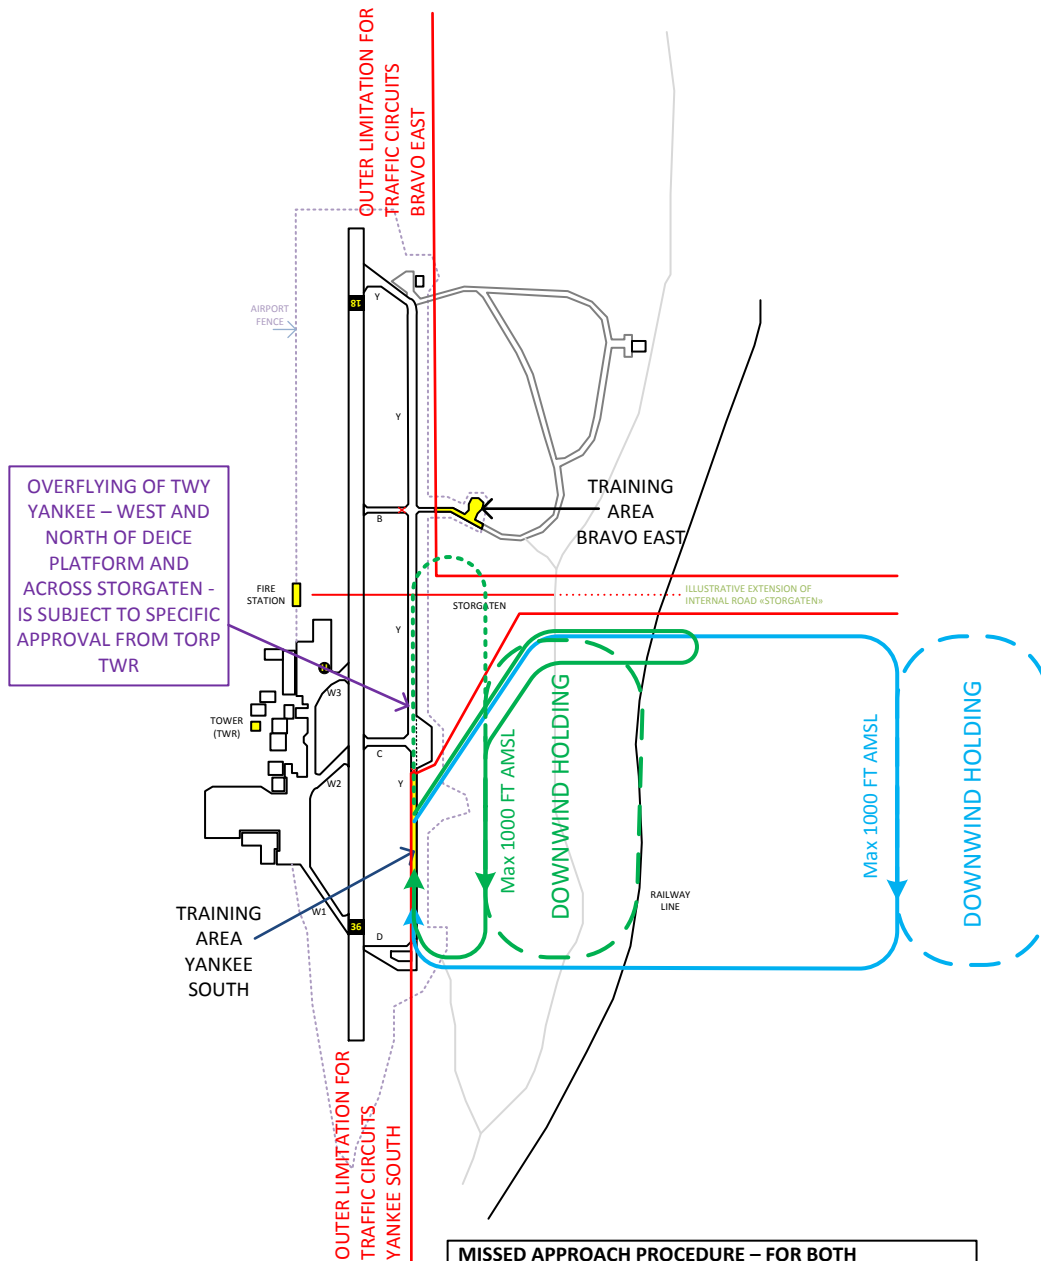 OUTER LIMITATION FOR
TRAFFIC CIRCUITS
BRAVO EAST
18
Y
AIRPORT
FENCE
Y
OVERFLYING OF TWY
YANKEE – WEST AND
NORTH OF DEICE
PLATFORM AND
ACROSS STORGATEN -
IS SUBJECT TO SPECIFIC
APPROVAL FROM TORP
TWR
TRAINING
AREA
BRAVO EAST
B
FIRE
STATION
STORGATEN
ILLUSTRATIVE EXTENSION OF
INTERNAL ROAD «STORGATEN»
Y
W3
TOWER
(TWR)
C
W2
Y
Max 1000 FT AMSL
DOWNWIND HOLDING
Max 1000 FT AMSL
DOWNWIND HOLDING
RAILWAY
LINE
W1
36
D
TRAINING
AREA
YANKEE
SOUTH
OUTER LIMITATION FOR
TRAFFIC CIRCUITS
YANKEE SOUTH
MISSED APPROACH PROCEDURE – FOR BOTH